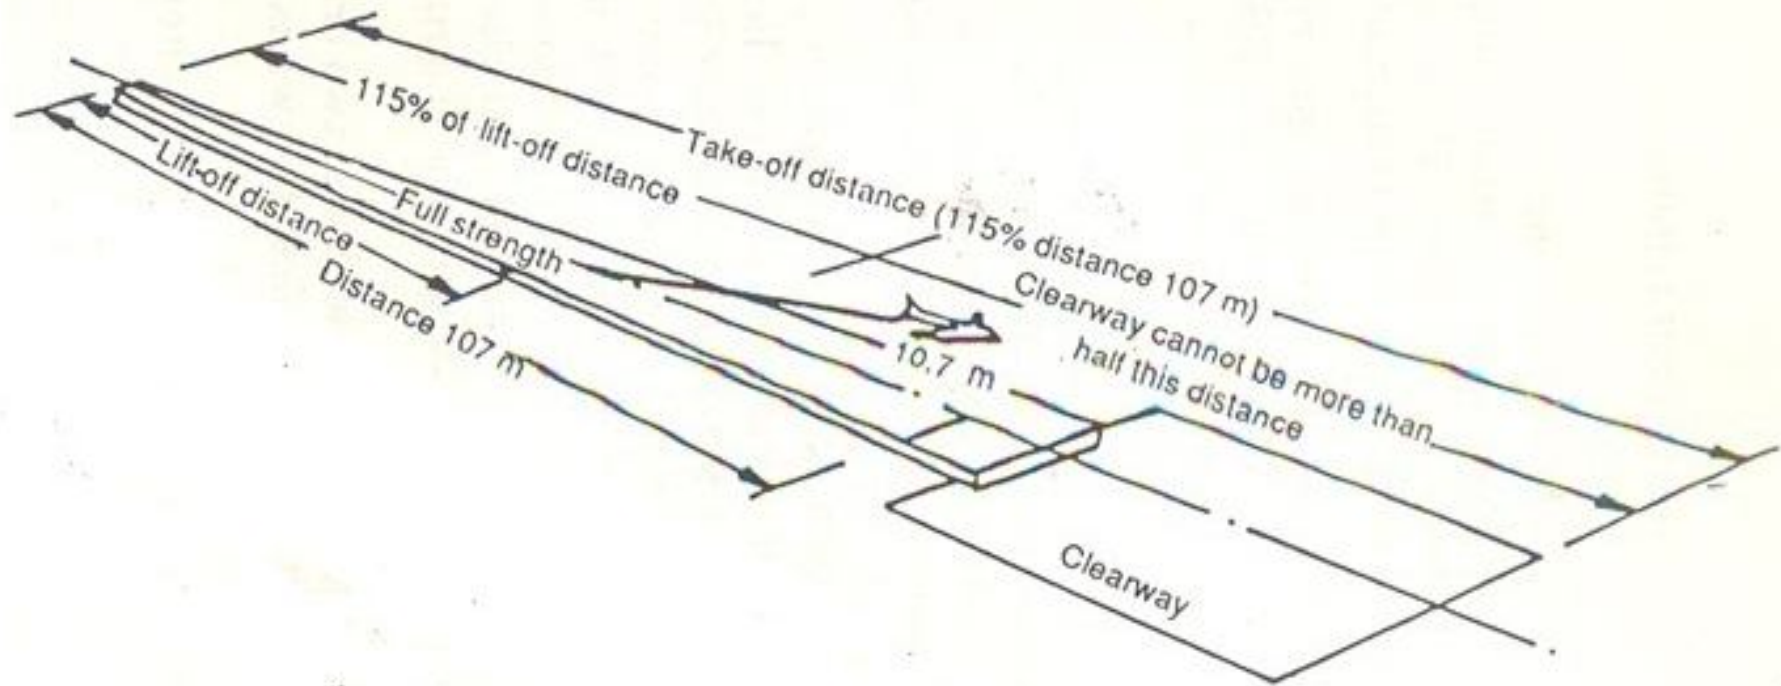 Take-off distance (115% distance 107 m)
115% of lift-off distance
Clearway cannot be more than
half this distance
Full strength
Lift-off distance
Distance 107 m
10.7 m
Clearway